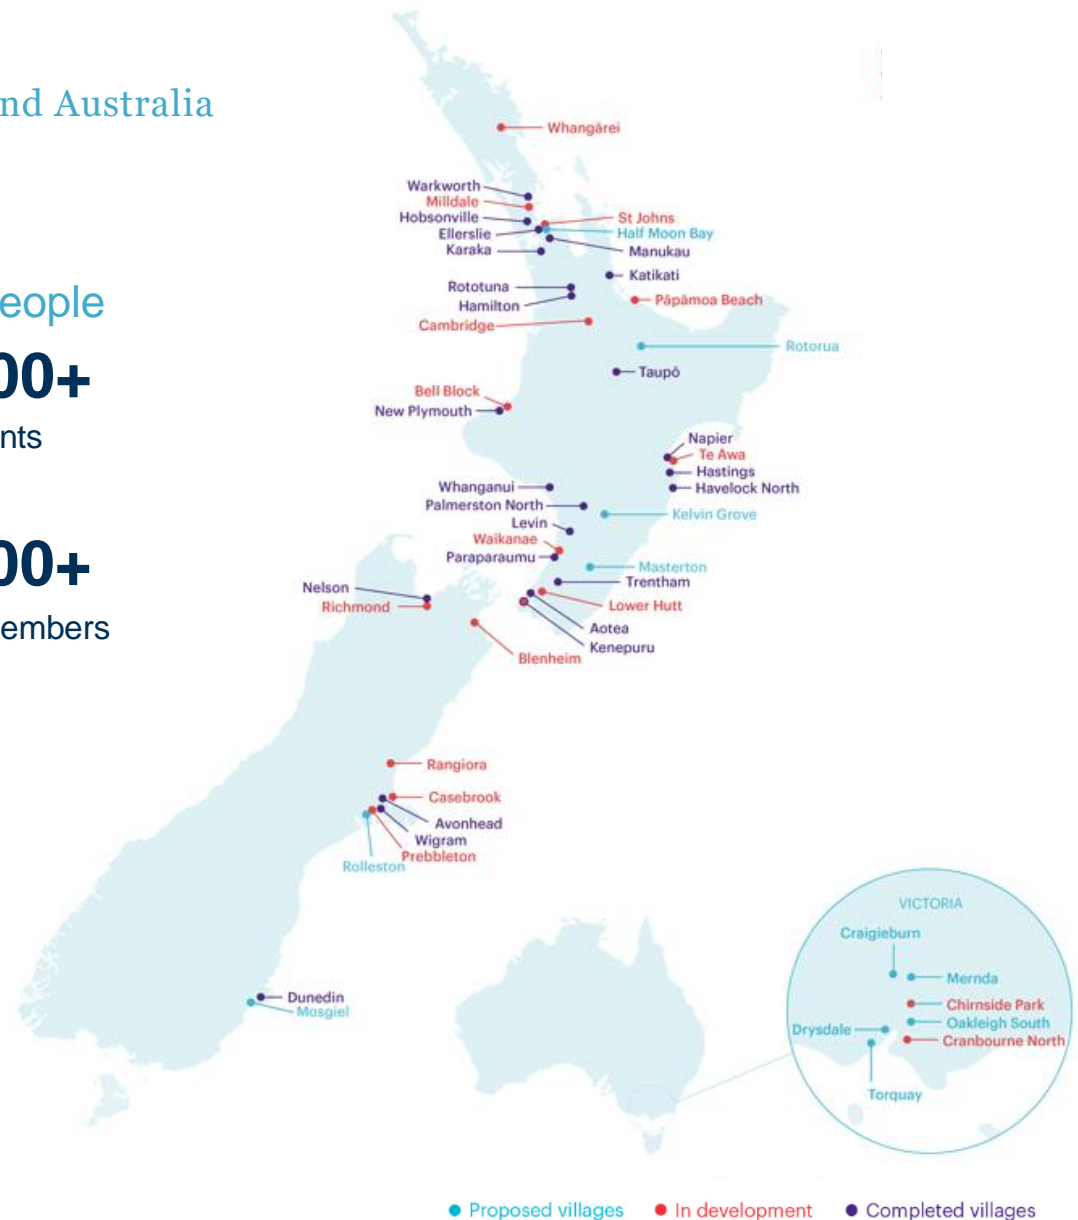 nd Australia
Whangārei
Warkworth
Milldale
Hobsonville
Ellerslie
Karaka
St Johns
Half Moon Bay
Manukau
Katikati
Rototuna
Hamilton
Pāpāmoa Beach
Cambridge
Rotorua
Taupō
eople
00+
nts
00+
embers
Bell Block
New Plymouth
Napier
Te Awa
Hastings
Havelock North
Whanganui
Palmerston North
Kelvin Grove
Levin
Waikanae
Paraparaumu
Masterton
Trentham
Nelson
Richmond
Lower Hutt
Aotea
Kenepuru
Blenheim
Rangiora
Casebrook
Avonhead
Wigram
Prebbleton
Rolleston
Dunedin
Mosgiel
VICTORIA
Craigieburn
Mernda
Chirnside Park
Oakleigh South
Drysdale
Cranbourne North
Torquay
Proposed villages In development Completed villages